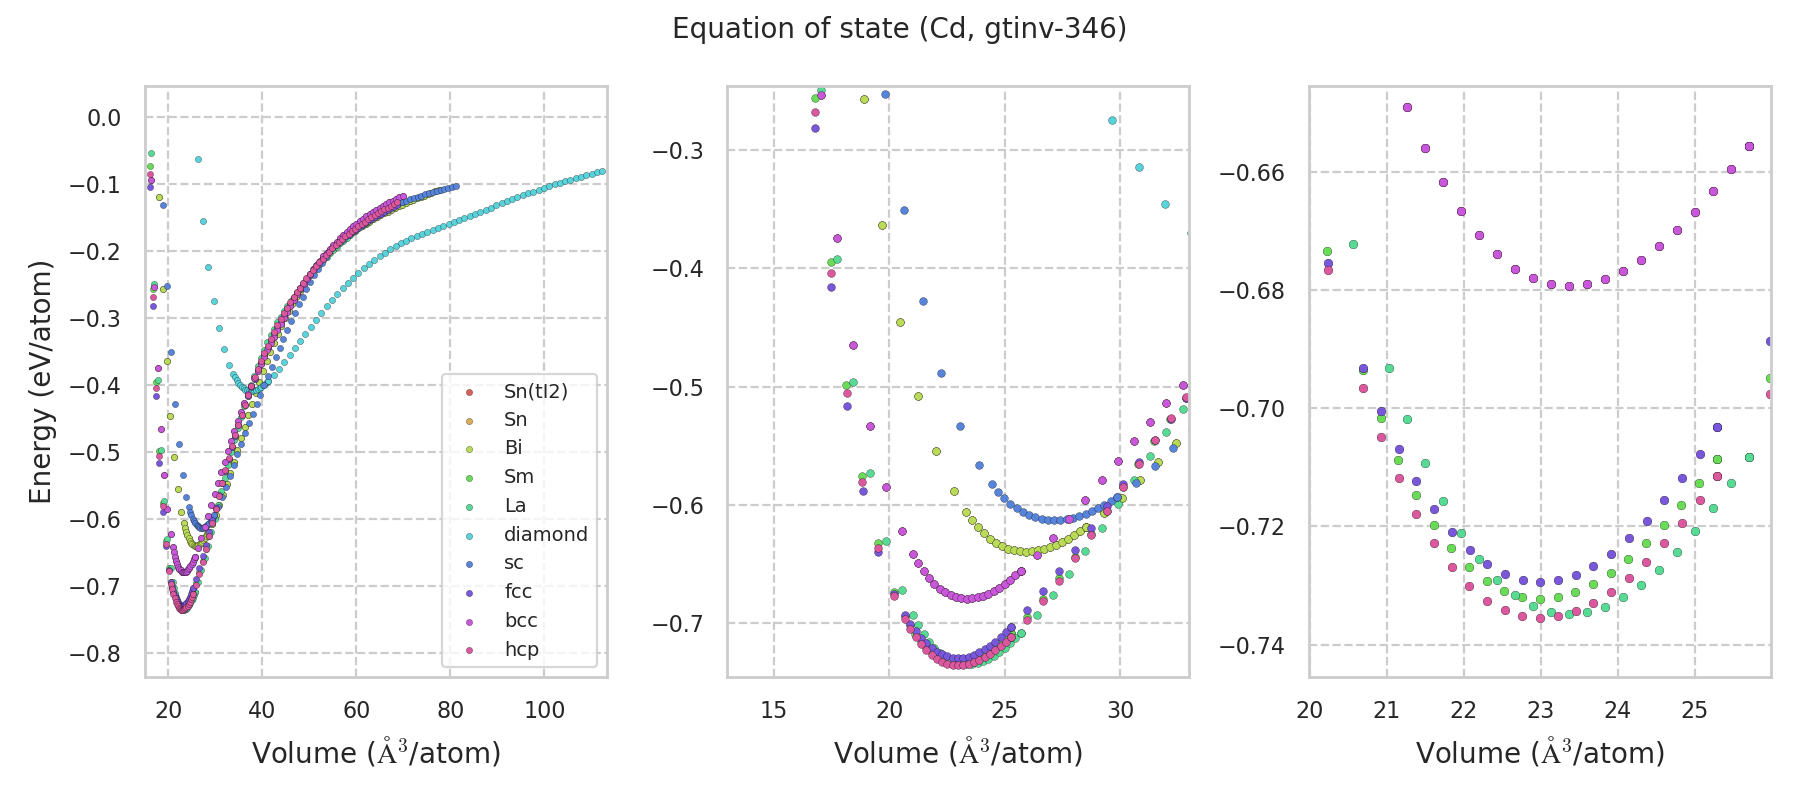 Equation of state (Cd, gtinv-346)
Energy (eV/atom)
0.0
−0.1
−0.2
−0.3
−0.4
−0.5
−0.6
−0.7
−0.8
20 40 60 80 100
Volume (Å³/atom)
Sn(tI2)
Sn
Bi
Sm
La
diamond
sc
fcc
bcc
hcp
−0.3
−0.4
−0.5
−0.6
−0.7
15 20 25 30
Volume (Å³/atom)
−0.66
−0.68
−0.70
−0.72
−0.74
20 21 22 23 24 25
Volume (Å³/atom)